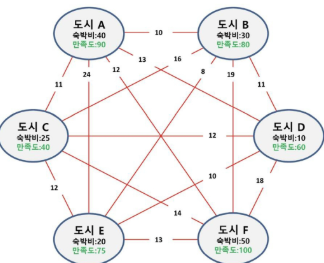 도시 A
숙박비:40
만족도:90
10
도시 B
숙박비:30
만족도:80
13
16
12
24
8
19
11
11
도시 C
숙박비:25
만족도:40
12
도시 D
숙박비:10
만족도:60
12
10
18
14
도시 E
숙박비:20
만족도:75
13
도시 F
숙박비:50
만족도:100